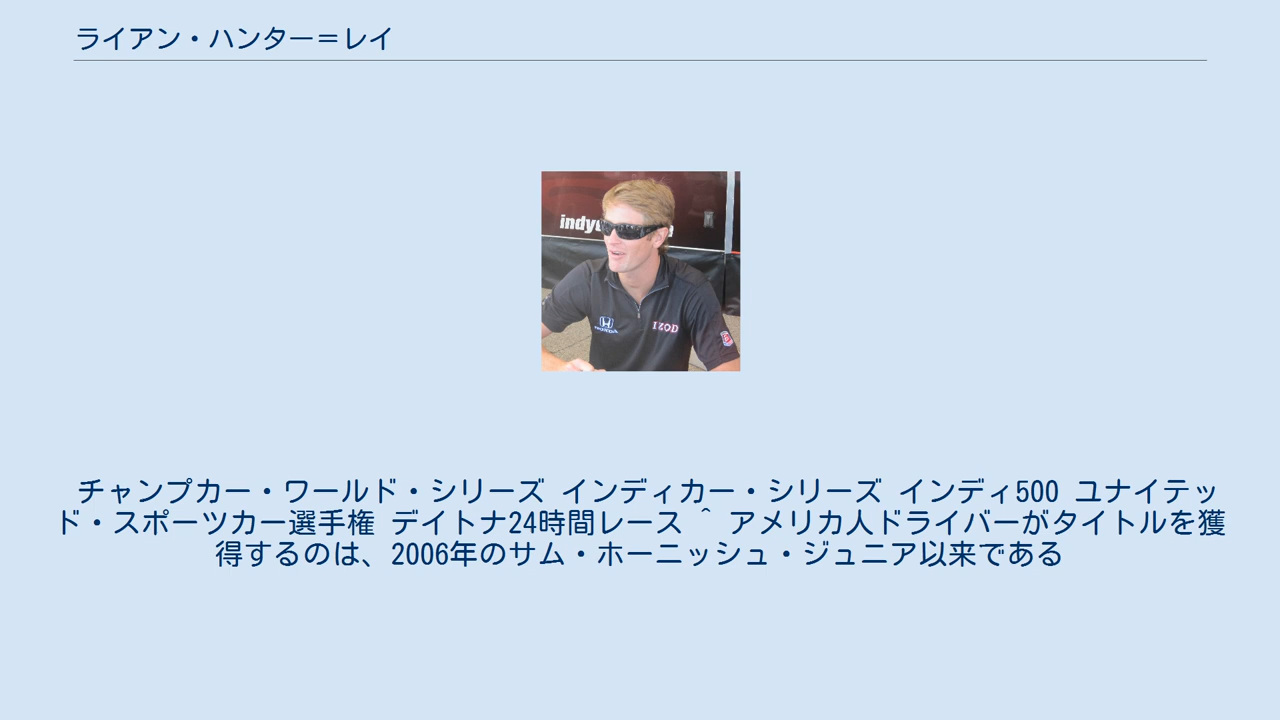 ライアン・ハンター＝レイ
indyc
HONDA
IZOD
チャンプカー・ワールド・シリーズ インディカー・シリーズ インディ500 ユナイテッ
ド・スポーツカー選手権 デイトナ24時間レース ^ アメリカ人ドライバーがタイトルを獲
得するのは、2006年のサム・ホーニッシュ・ジュニア以来である